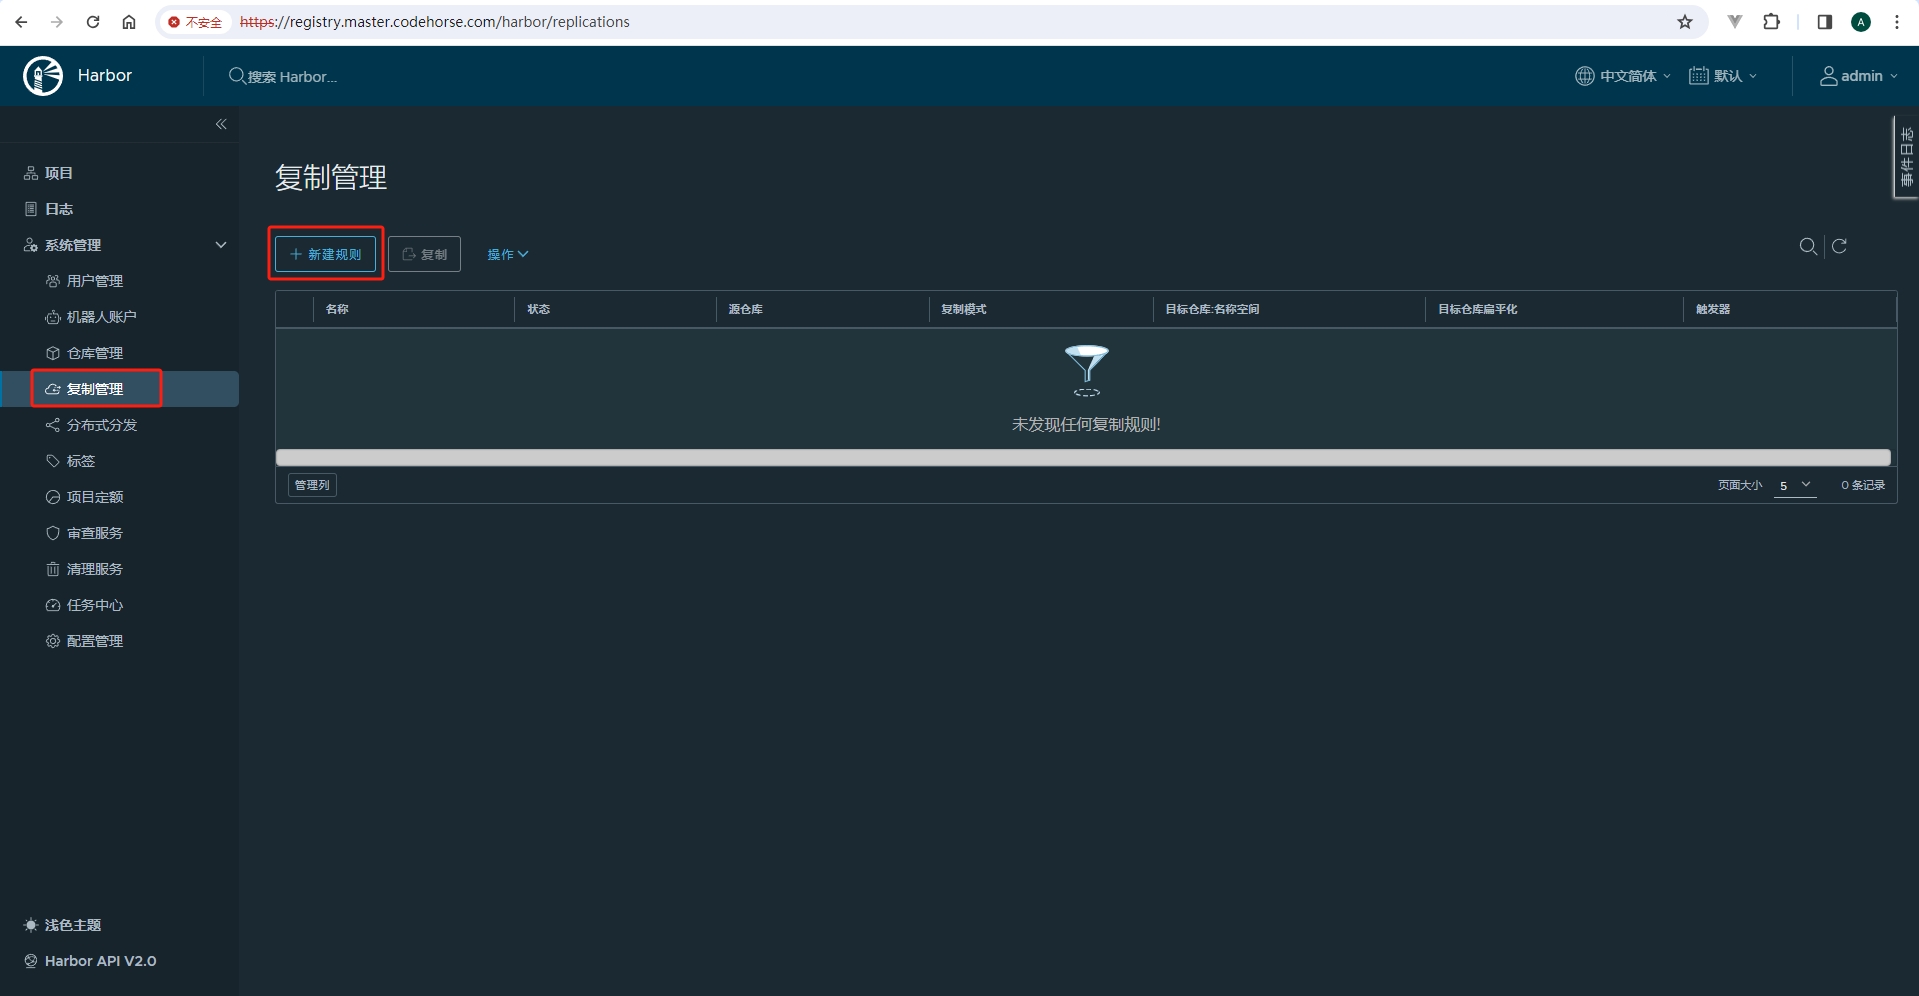 不安全 https://registry.master.codehorse.com/harbor/replications
A
Harbor
搜索 Harbor...
中文简体
默认
admin
事件日志
项目
日志
系统管理
用户管理
机器人账户
仓库管理
复制管理
分布式分发
标签
项目定额
审查服务
清理服务
任务中心
配置管理
浅色主题
Harbor API V2.0
复制管理
新建规则 复制 操作
名称 状态 源仓库 复制模式 目标仓库:名称空间 目标仓库扁平化 触发器
未发现任何复制规则!
管理列 页面大小 5 0 条记录